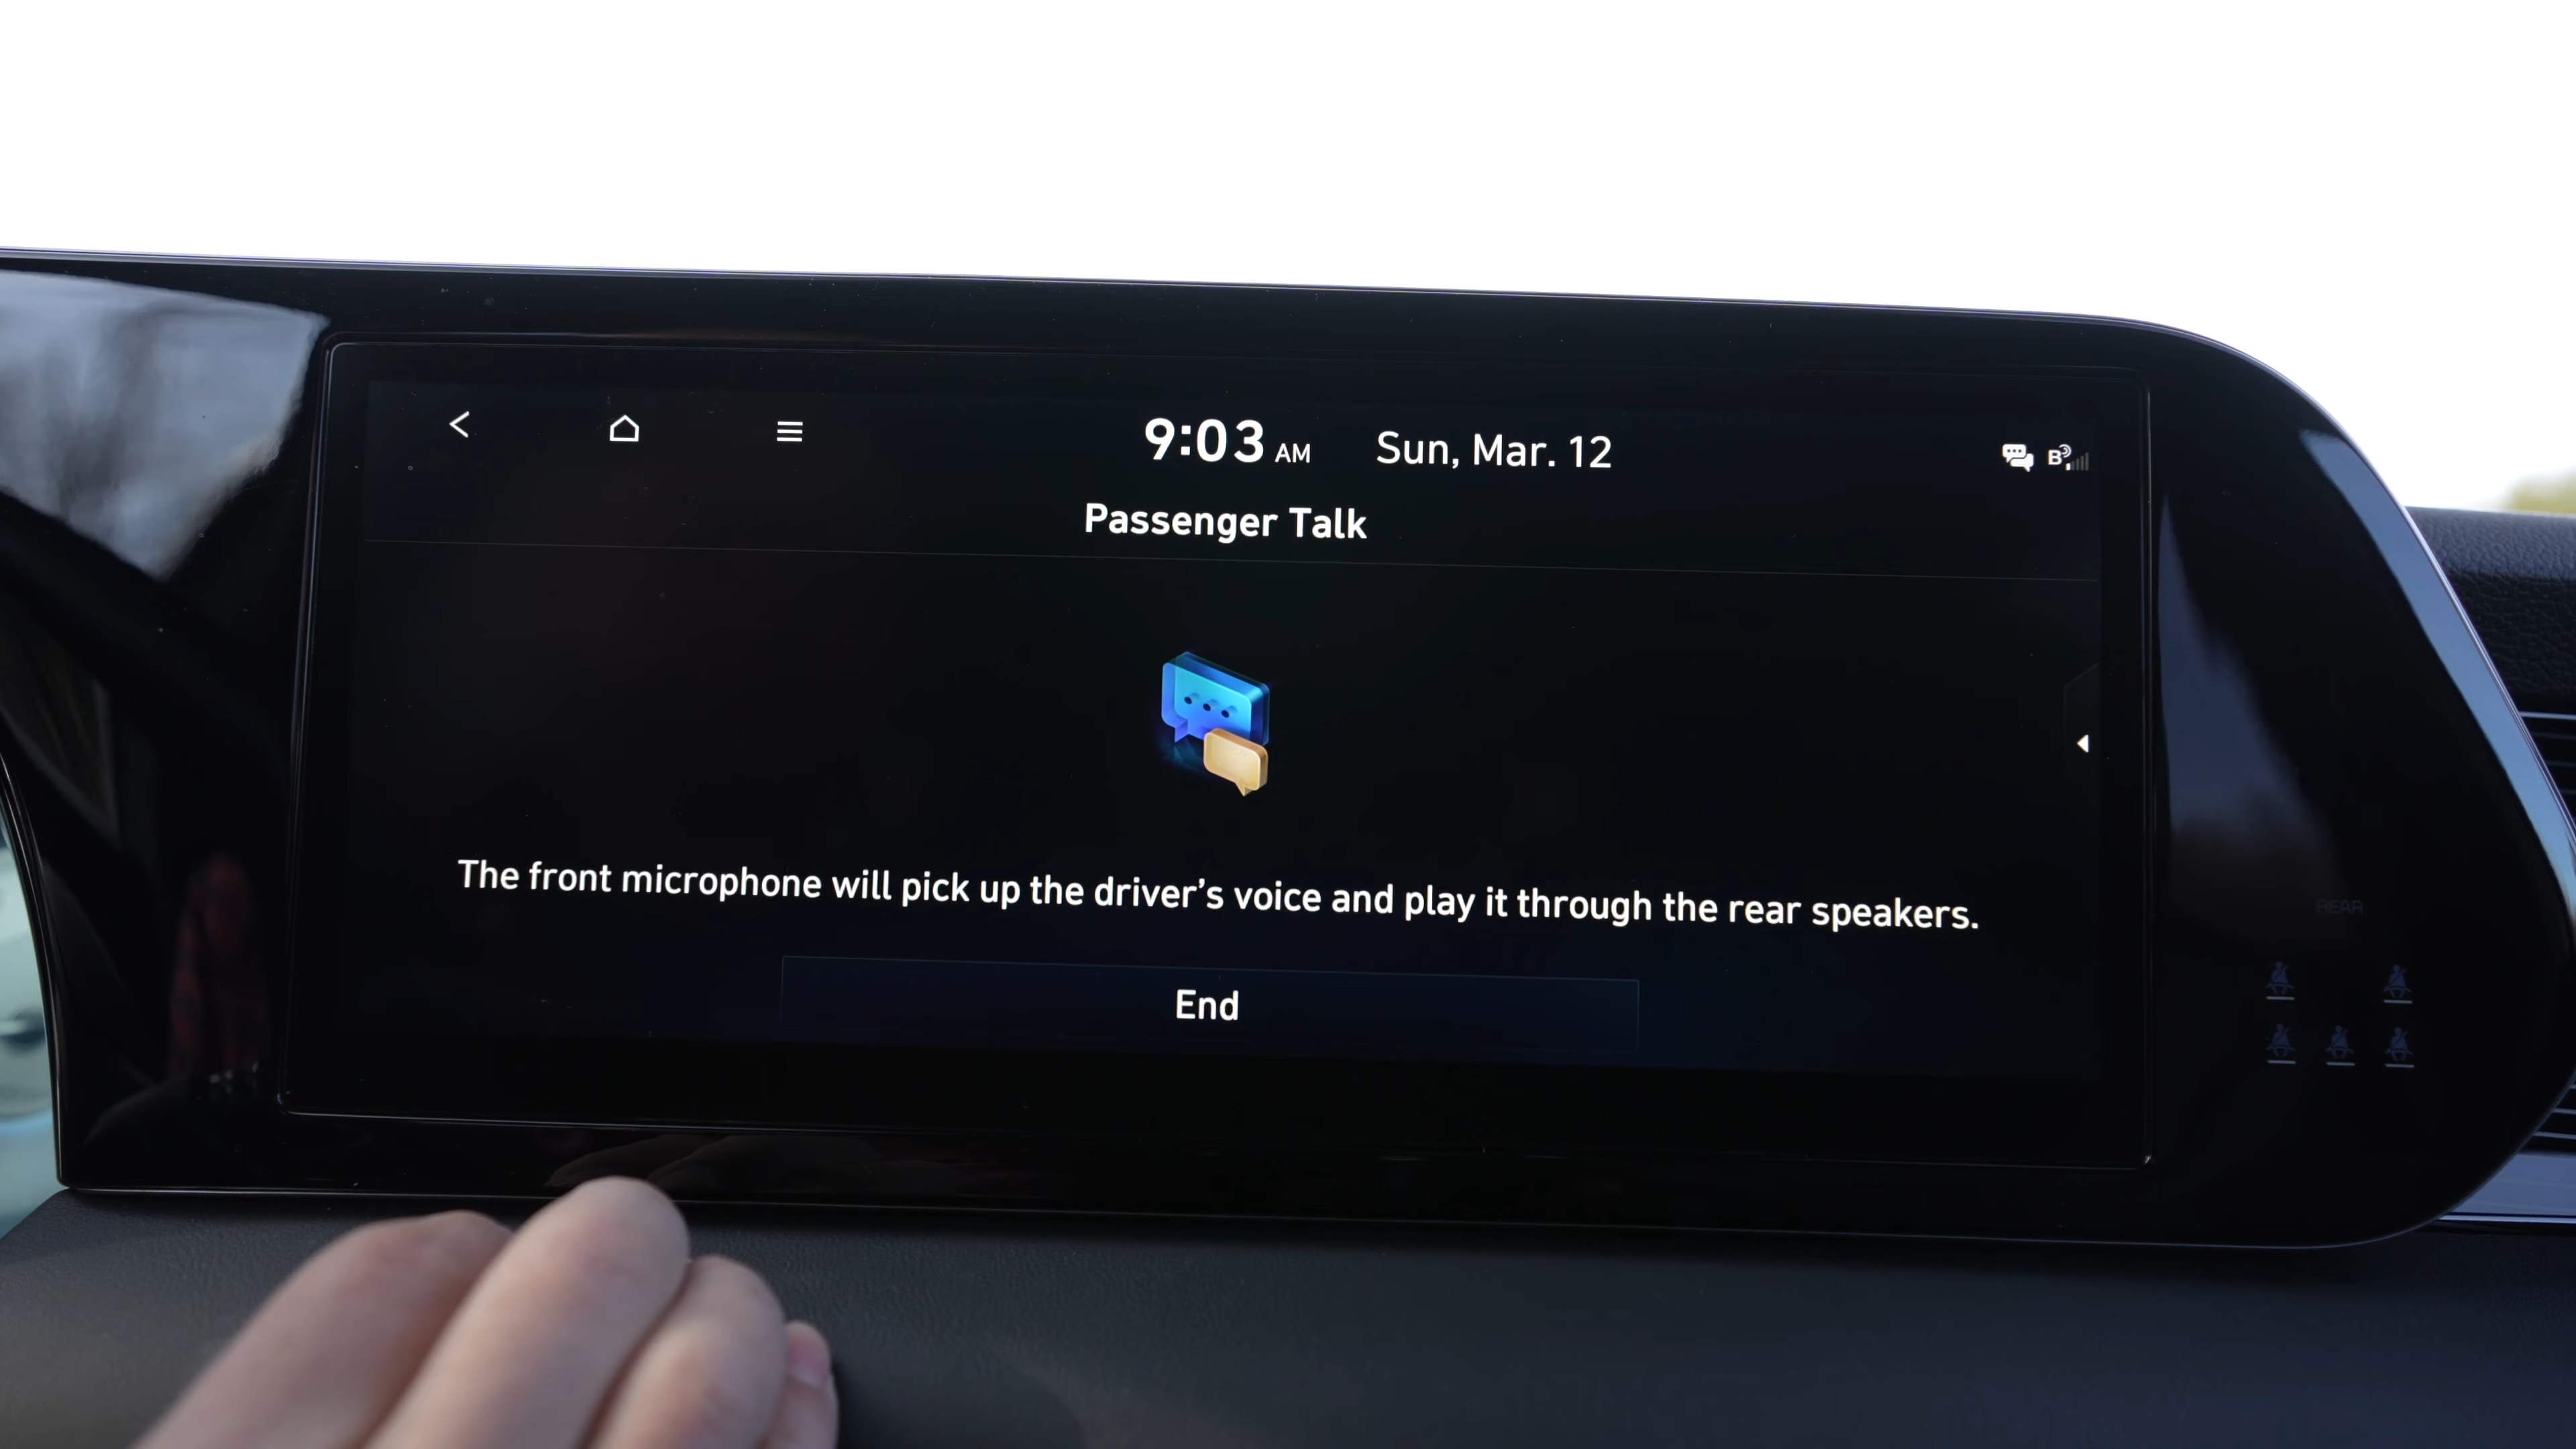 9:03 AM Sun, Mar. 12
B
Passenger Talk
The front microphone will pick up the driver's voice and play it through the rear speakers.
REAR
End